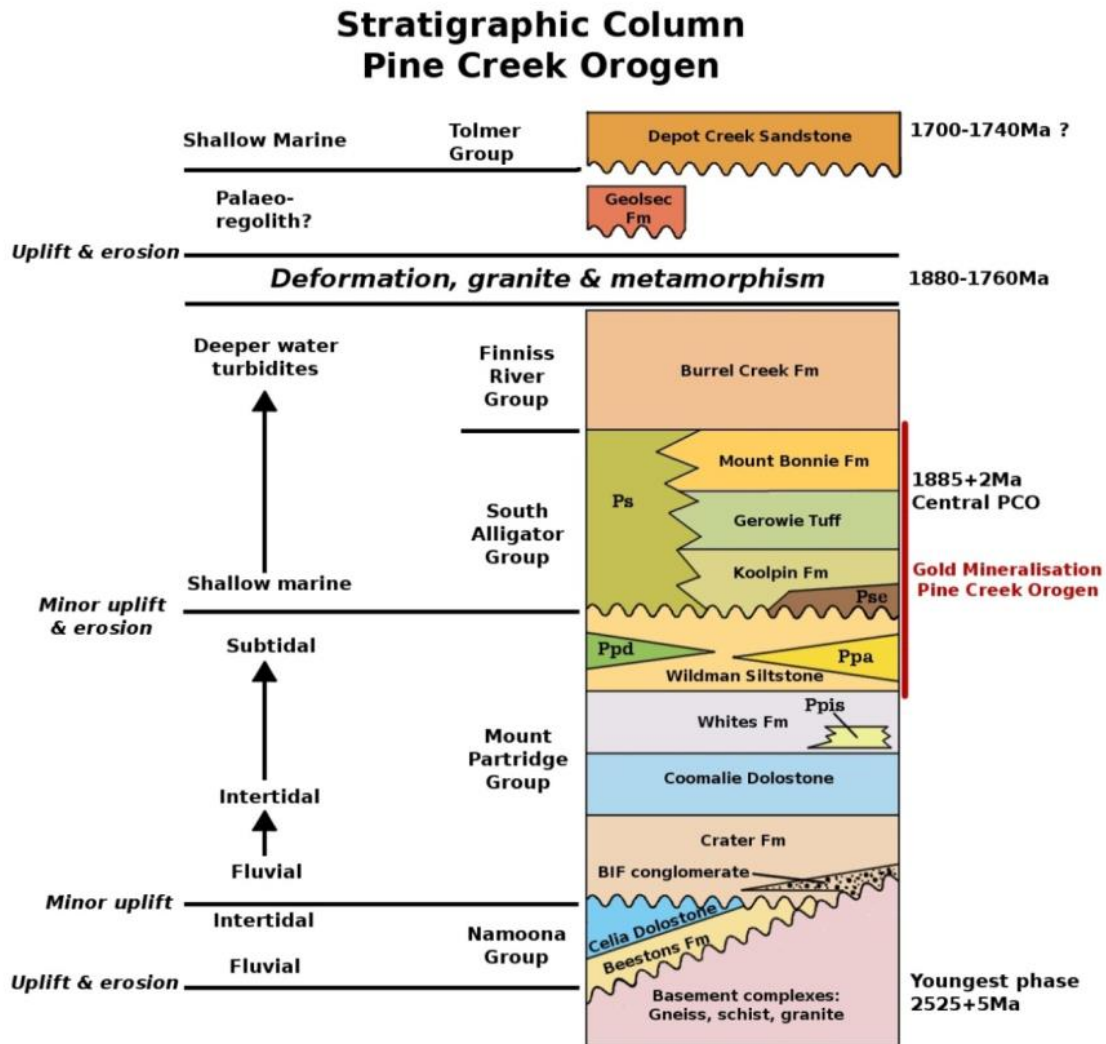 Stratigraphic Column
Pine Creek Orogen
Shallow Marine
Tolmer
Group
Depot Creek Sandstone
1700-1740Ma ?
Palaeo-
regolith?
Geolsec
Fm
Uplift & erosion
Deformation, granite & metamorphism
1880-1760Ma
Deeper water
turbidites
Finniss
River
Group
Burrel Creek Fm
Mount Bonnie Fm
Ps
1885+2Ma
Central PCO
South
Alligator
Group
Gerowie Tuff
Koolpin Fm
Gold Mineralisation
Pine Creek Orogen
Shallow marine
Pse
Minor uplift
& erosion
Subtidal
Ppd
Ppa
Wildman Siltstone
Ppis
Whites Fm
Mount
Partridge
Group
Coomalie Dolostone
Intertidal
Crater Fm
Fluvial
BIF conglomerate
Minor uplift
Intertidal
Namoona
Group
Celia Dolostone
Beestons Fm
Fluvial
Uplift & erosion
Basement complexes:
Gneiss, schist, granite
Youngest phase
2525+5Ma